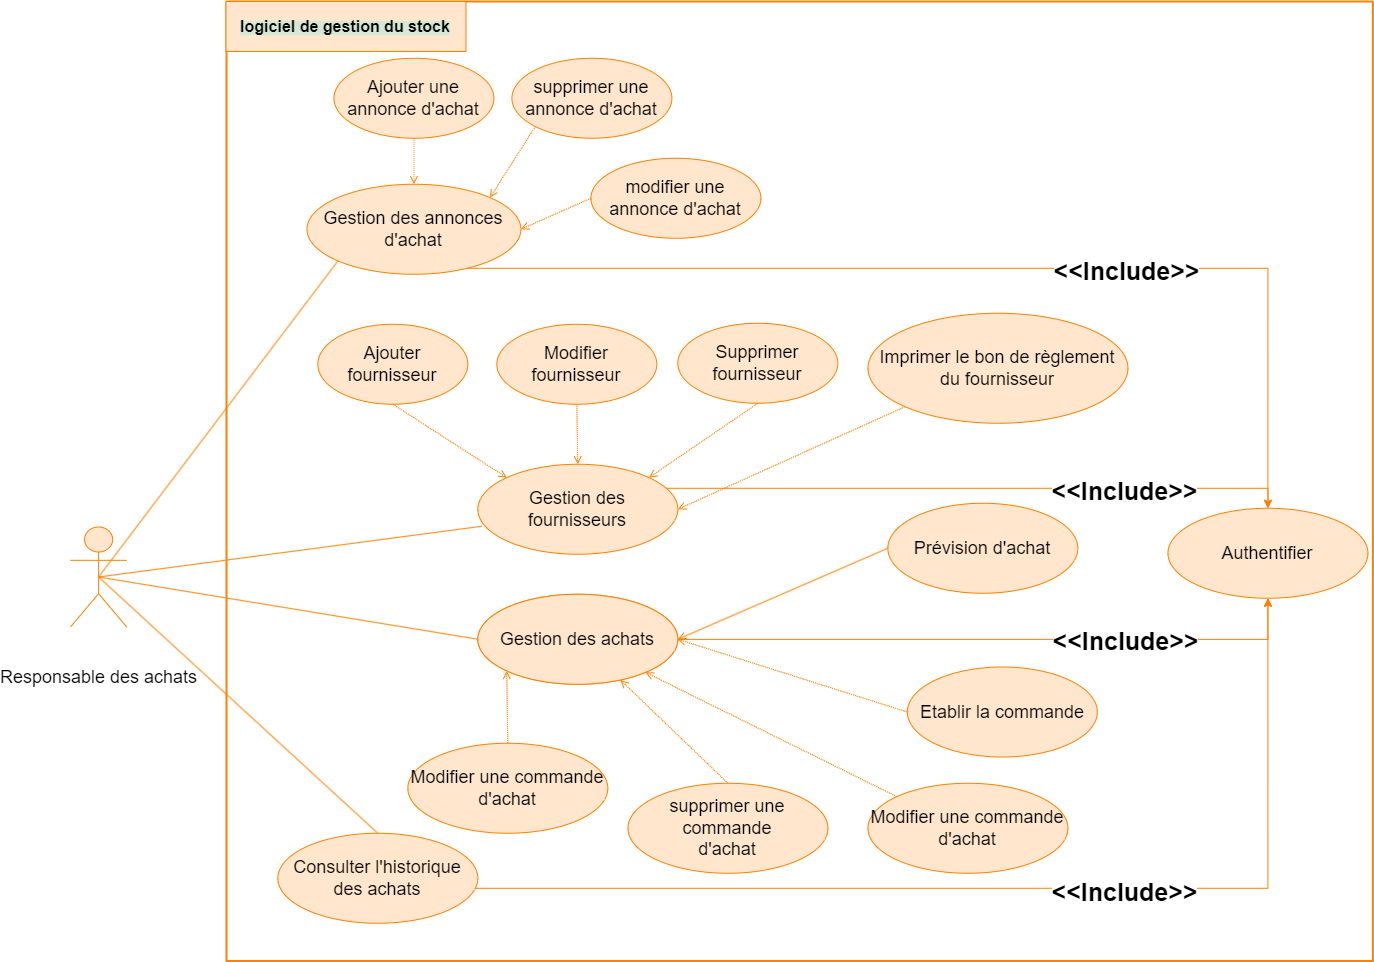 logiciel de gestion du stock
Ajouter une
annonce d'achat
supprimer une
annonce d'achat
modifier une
annonce d'achat
Gestion des annonces
d'achat
<<Include>>
Ajouter
fournisseur
Modifier
fournisseur
Supprimer
fournisseur
Imprimer le bon de règlement
du fournisseur
Gestion des
fournisseurs
<<Include>>
Prévision d'achat
Authentifier
Gestion des achats
<<Include>>
Responsable des achats
Etablir la commande
Modifier une commande
d'achat
supprimer une
commande
d'achat
Modifier une commande
d'achat
Consulter l'historique
des achats
<<Include>>